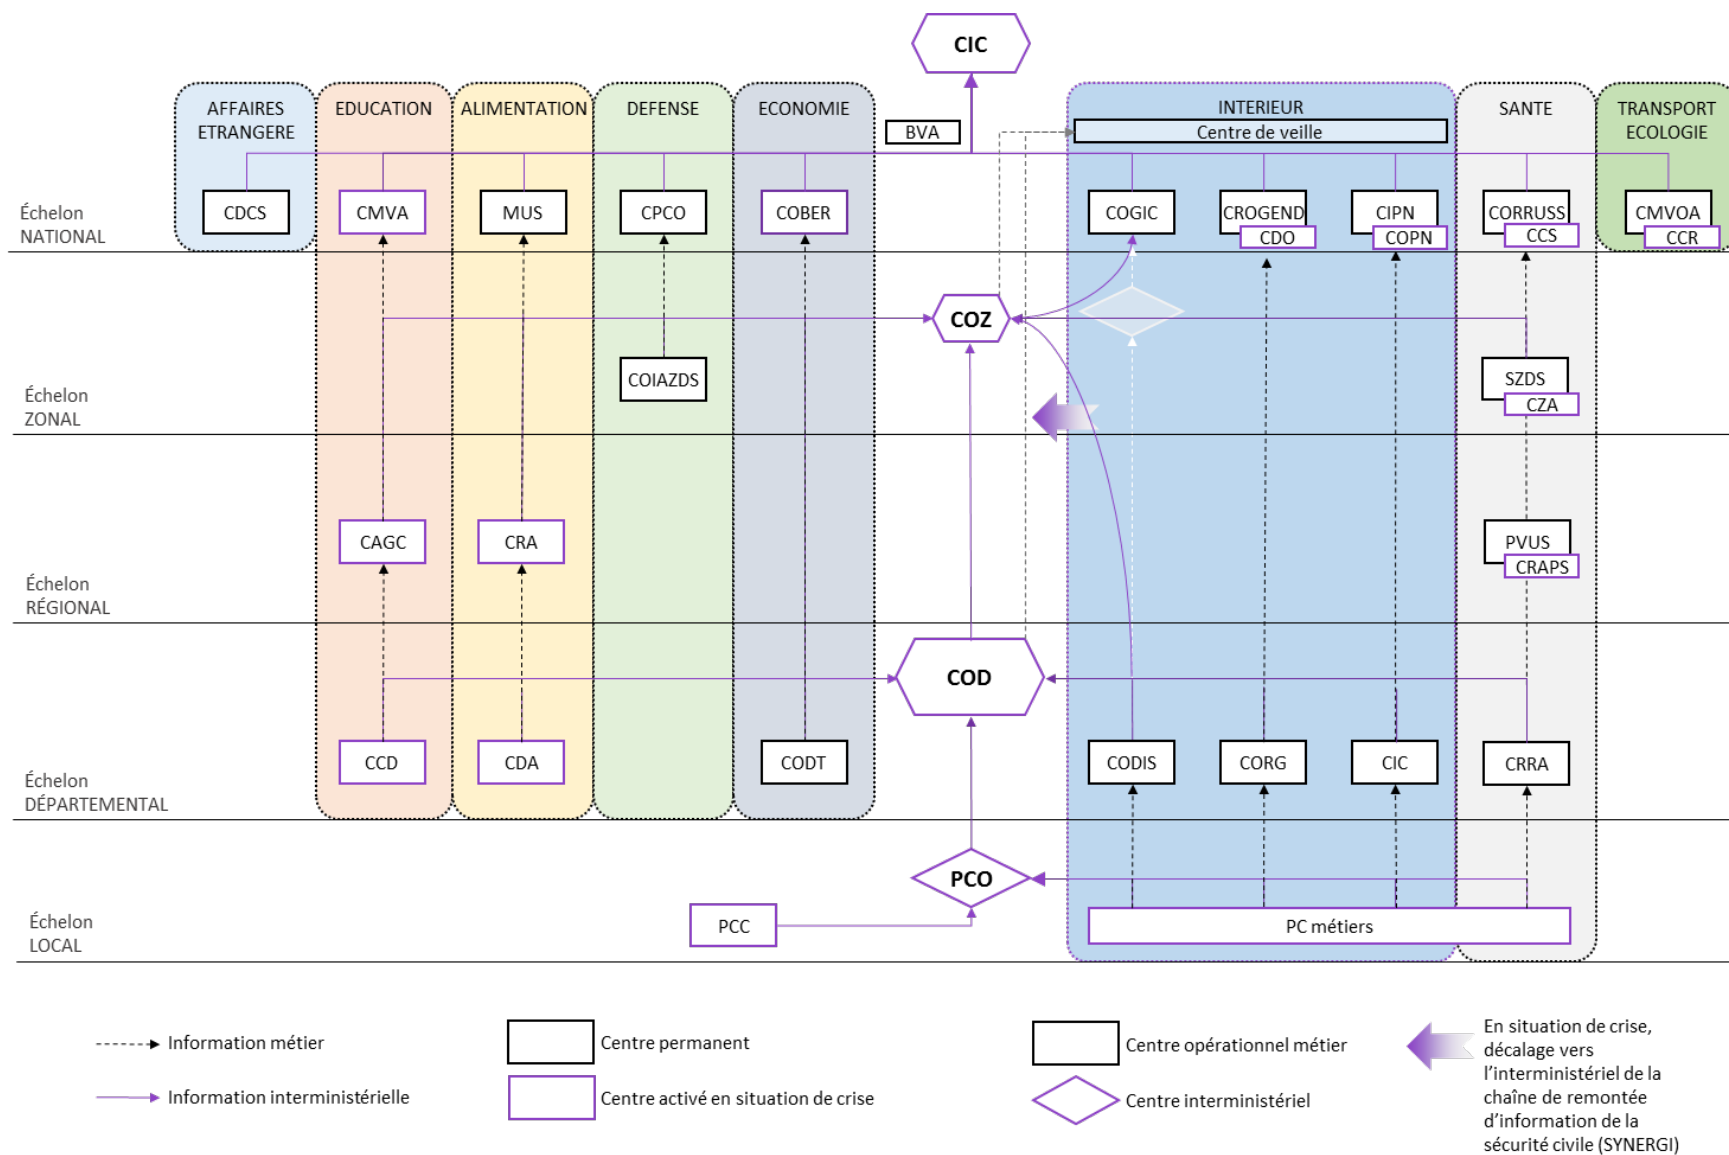 CIC
AFFAIRES
ETRANGERE
EDUCATION
ALIMENTATION
DEFENSE
ECONOMIE
INTERIEUR
SANTE
TRANSPORT
ECOLOGIE
BVA
Centre de veille
Échelon
NATIONAL
CDCS
CMVA
MUS
CPCO
COBER
COGIC
CROGEND
CDO
CIPN
COPN
CORRUSS
CCS
CMVOA
CCR
COZ
Échelon
ZONAL
COIAZDS
SZDS
CZA
Échelon
RÉGIONAL
CAGC
CRA
PVUS
CRAPS
COD
Échelon
DÉPARTEMENTAL
CCD
CDA
CODT
CODIS
CORG
CIC
CRRA
PCO
Échelon
LOCAL
PCC
PC métiers
Information métier
Information interministérielle
Centre permanent
Centre activé en situation de crise
Centre opérationnel métier
Centre interministériel
En situation de crise,
décalage vers
l'interministériel de la
chaîne de remontée
d'information de la
sécurité civile (SYNERGI)